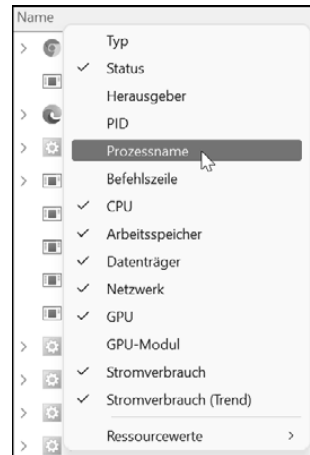 Name
Typ
Status
Herausgeber
PID
Prozessname
Befehlszeile
CPU
Arbeitsspeicher
Datenträger
Netzwerk
GPU
GPU-Modul
Stromverbrauch
Stromverbrauch (Trend)
Ressourcewerte